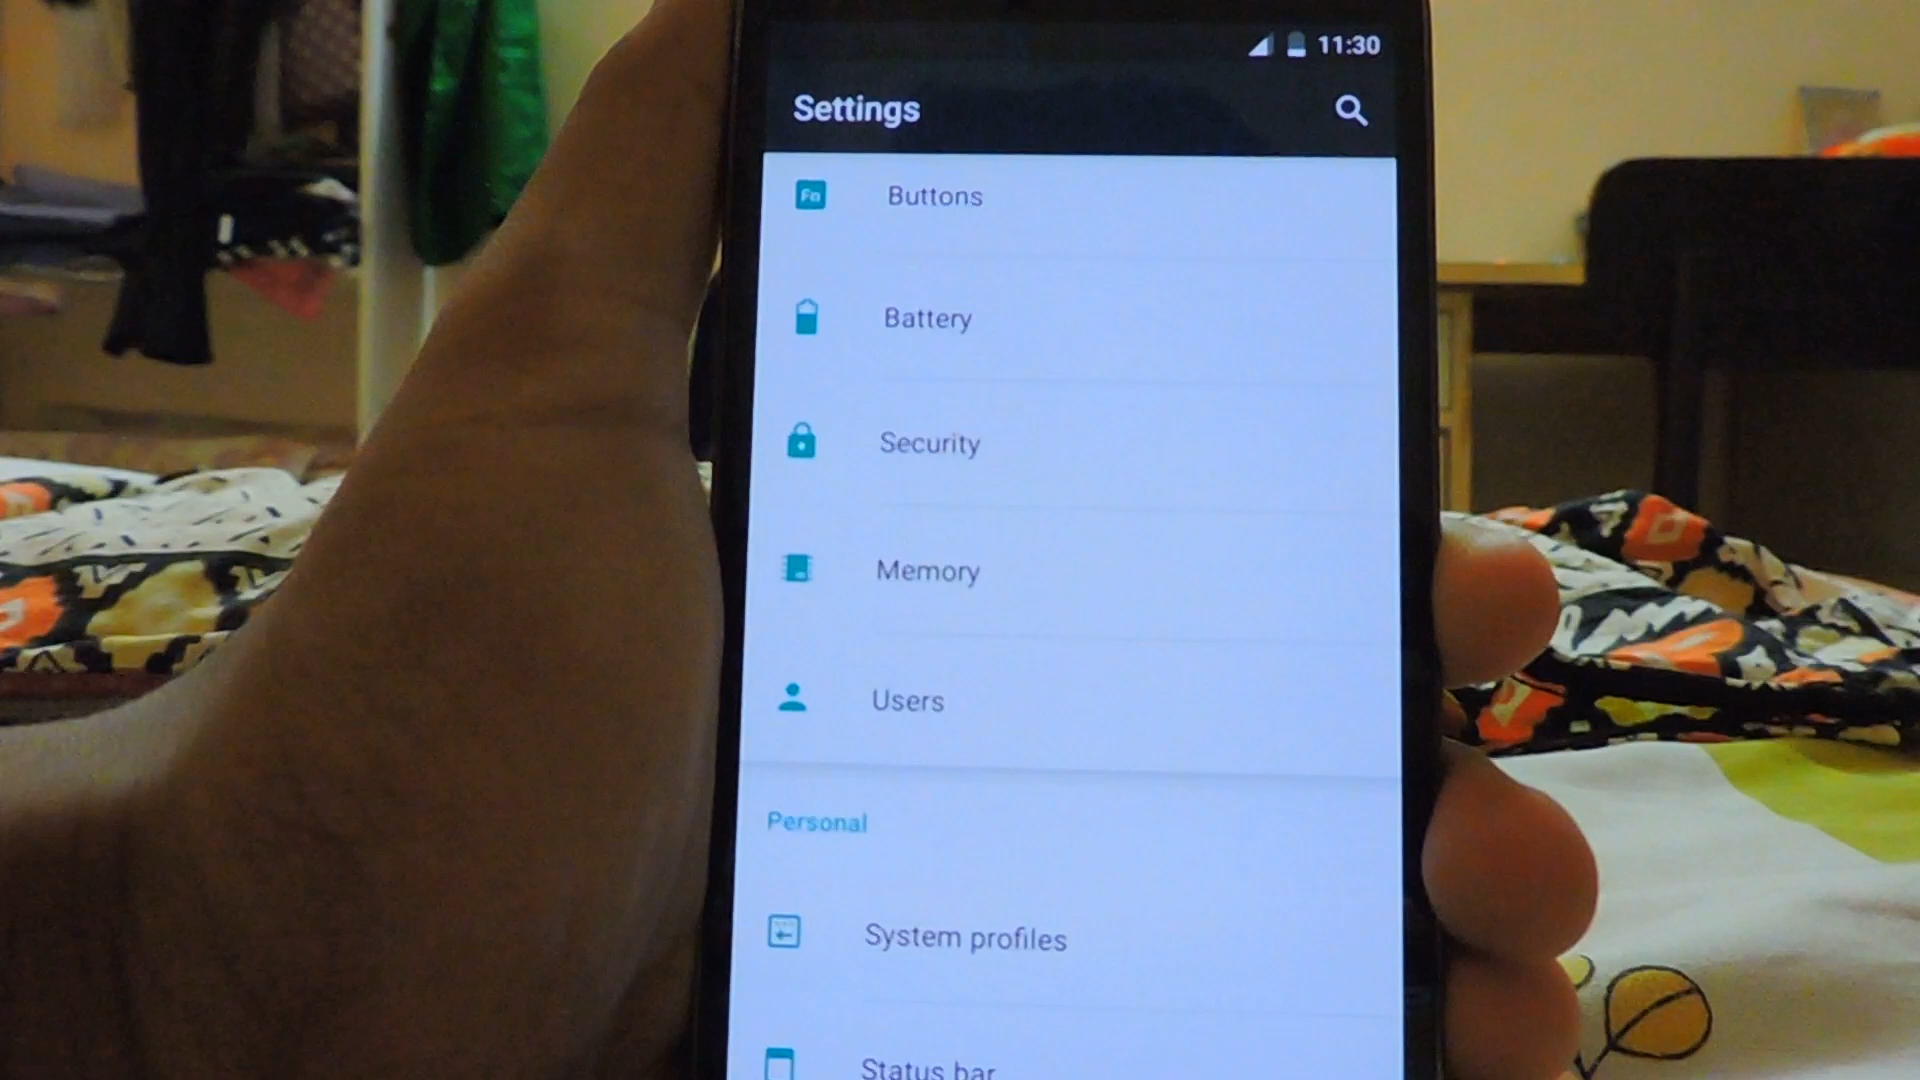 11:30
Settings
Fn
Buttons
Battery
Security
Memory
Users
Personal
System profiles
Status bar